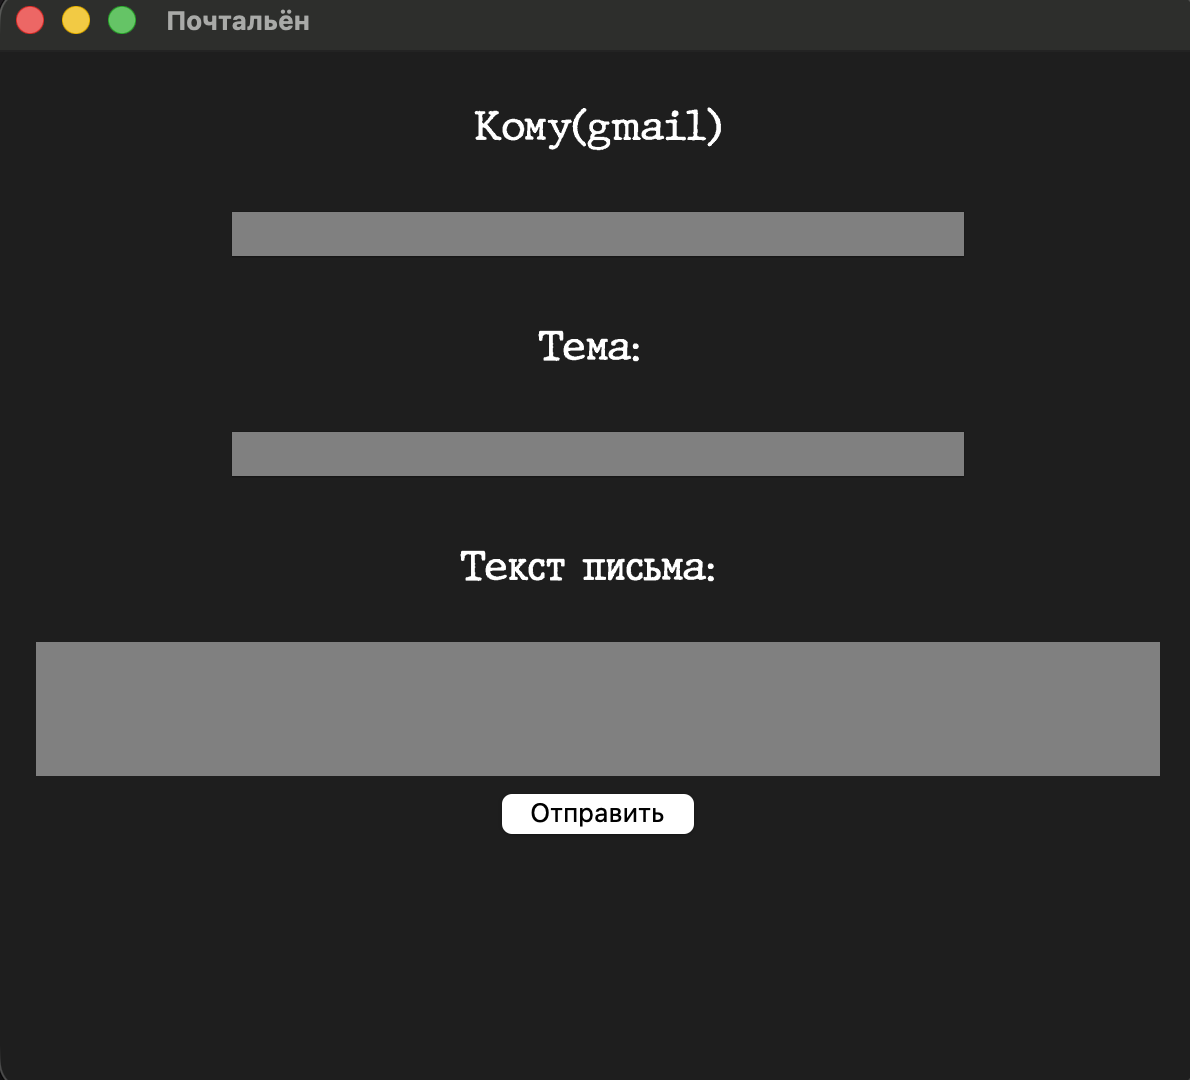 Почтальён
Кому(gmail)
Тема:
Текст письма:
Отправить